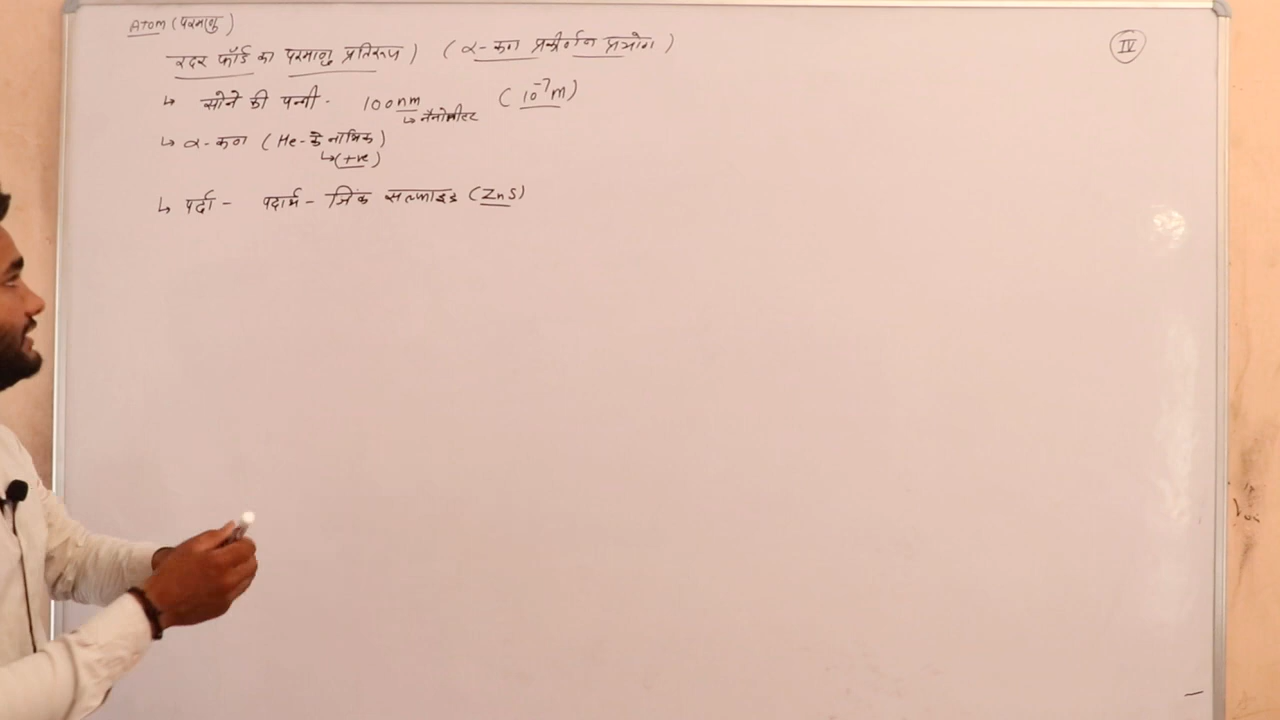 ATOM (परमाणु)
रदर फॉर्ड का परमाणु प्रतिरूप) (α-कण प्रकीर्णन प्रयोग)
IV
↳ सोने की पन्नी - 100nm (10⁻⁷m)
↳ नैनोमीटर
↳ α-कण (He-के नाभिक)
↳ (+ve)
↳ पर्दा - पदार्थ - जिंक सल्फाइड (ZnS)